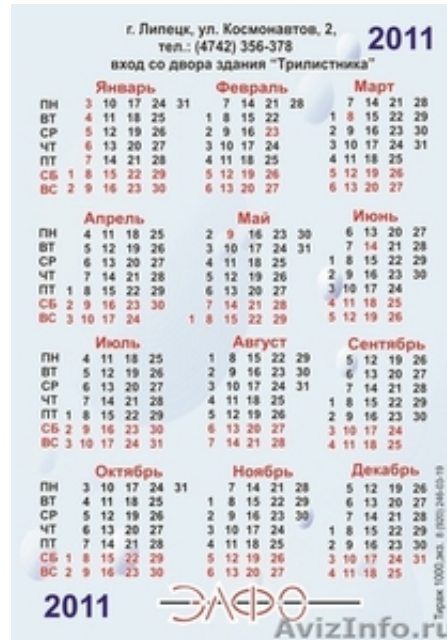 г. Липецк, ул. Космонавтов, 2,
тел.: (4742) 356-378
вход со двора здания "Трилистника"
2011
Январь Февраль Март
ПН 3 10 17 24 31 7 14 21 28 7 14 21 28
ВТ 4 11 18 25 1 8 15 22 1 8 15 22 29
СР 5 12 19 26 2 9 16 23 2 9 16 23 30
ЧТ 6 13 20 27 3 10 17 24 3 10 17 24 31
ПТ 7 14 21 28 4 11 18 25 4 11 18 25
СБ 1 8 15 22 29 5 12 19 26 5 12 19 26
ВС 2 9 16 23 30 6 13 20 27 6 13 20 27
Апрель Май Июнь
ПН 4 11 18 25 2 9 16 23 30 6 13 20 27
ВТ 5 12 19 26 3 10 17 24 31 7 14 21 28
СР 6 13 20 27 4 11 18 25 1 8 15 22 29
ЧТ 7 14 21 28 5 12 19 26 2 9 16 23 30
ПТ 1 8 15 22 29 6 13 20 27 3 10 17 24
СБ 2 9 16 23 30 7 14 21 28 4 11 18 25
ВС 3 10 17 24 1 8 15 22 29 5 12 19 26
Июль Август Сентябрь
ПН 4 11 18 25 1 8 15 22 29 5 12 19 26
ВТ 5 12 19 26 2 9 16 23 30 6 13 20 27
СР 6 13 20 27 3 10 17 24 31 7 14 21 28
ЧТ 7 14 21 28 4 11 18 25 1 8 15 22 29
ПТ 1 8 15 22 29 5 12 19 26 2 9 16 23 30
СБ 2 9 16 23 30 6 13 20 27 3 10 17 24
ВС 3 10 17 24 31 7 14 21 28 4 11 18 25
Октябрь Ноябрь Декабрь
ПН 3 10 17 24 31 7 14 21 28 5 12 19 26
ВТ 4 11 18 25 1 8 15 22 29 6 13 20 27
СР 5 12 19 26 2 9 16 23 30 7 14 21 28
ЧТ 6 13 20 27 3 10 17 24 1 8 15 22 29
ПТ 7 14 21 28 4 11 18 25 2 9 16 23 30
СБ 1 8 15 22 29 5 12 19 26 3 10 17 24 31
ВС 2 9 16 23 30 6 13 20 27 4 11 18 25
2011
ЭЛФО
Тираж 1000 экз.
AvizInfo.ru